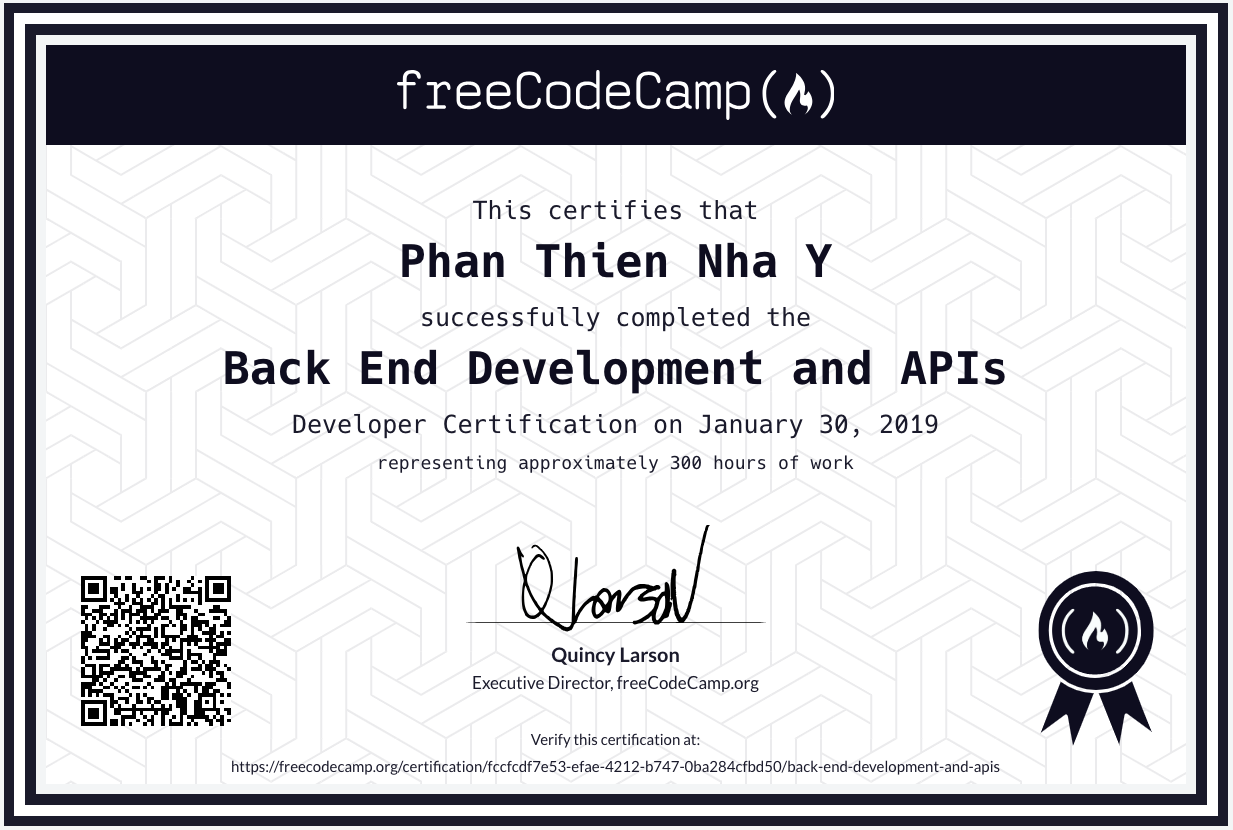 freeCodeCamp
This certifies that
Phan Thien Nha Y
successfully completed the
Back End Development and APIs
Developer Certification on January 30, 2019
representing approximately 300 hours of work
Quincy Larson
Executive Director, freeCodeCamp.org
Verify this certification at:
https://freecodecamp.org/certification/fccfcdf7e53-efae-4212-b747-0ba284cfbd50/back-end-development-and-apis